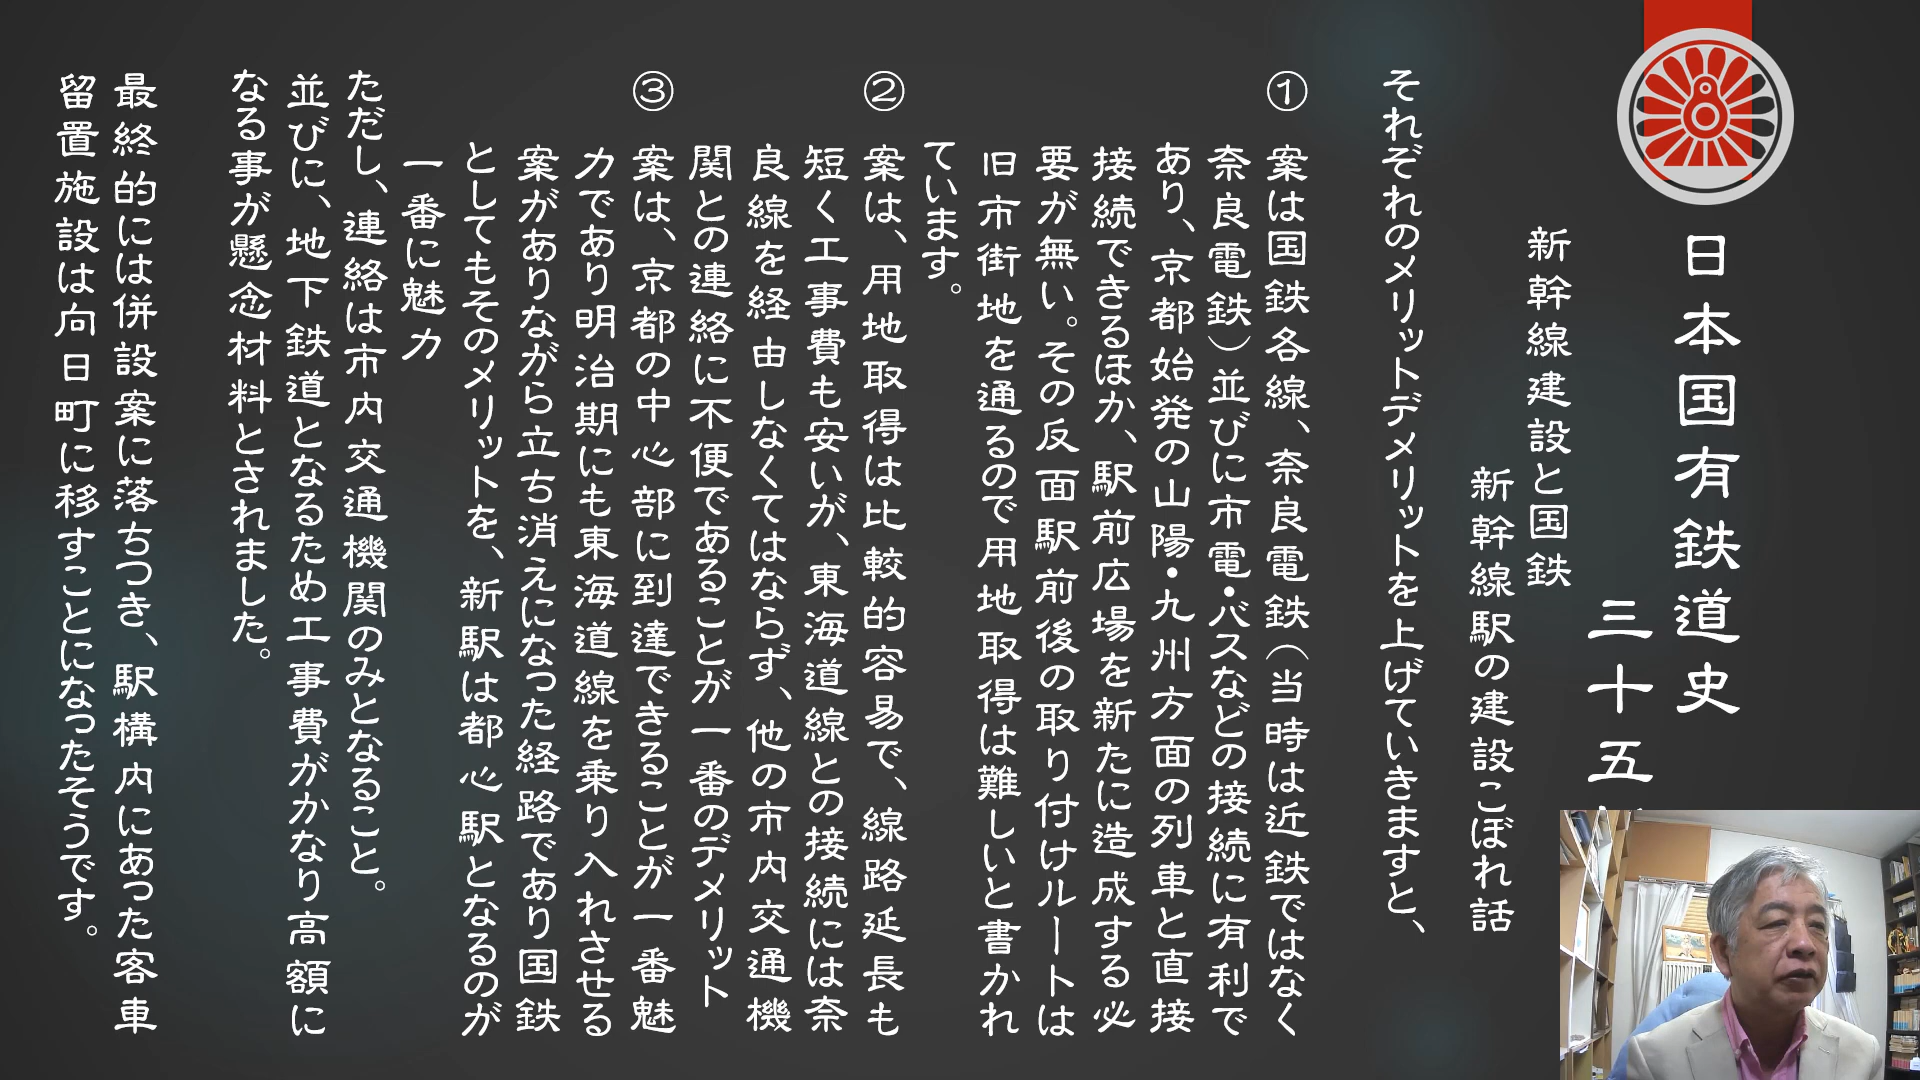 日本国有鉄道史
三十五
新幹線建設と国鉄
新幹線駅の建設こぼれ話
それぞれのメリットデメリットを上げていきますと、
① 案は国鉄各線、奈良電鉄（当時は近鉄ではなく
奈良電鉄）並びに市電・バスなどの接続に有利で
あり、京都始発の山陽・九州方面の列車と直接
接続できるほか、駅前広場を新たに造成する必
要が無い。その反面駅前後の取り付けルートは
旧市街地を通るので用地取得は難しいと書かれ
ています。
② 案は、用地取得は比較的容易で、線路延長も
短く工事費も安いが、東海道線との接続には奈
良線を経由しなくてはならず、他の市内交通機
関との連絡に不便であることが一番のデメリット
③ 案は、京都の中心部に到達できることが一番魅
力であり明治期にも東海道線を乗り入れさせる
案がありながら立ち消えになった経路であり国鉄
としてもそのメリットを、新駅は都心駅となるのが
一番に魅力
ただし、連絡は市内交通機関のみとなること。
並びに、地下鉄道となるため工事費がかなり高額に
なる事が懸念材料とされました。
最終的には併設案に落ちつき、駅構内にあった客車
留置施設は向日町に移すことになったそうです。